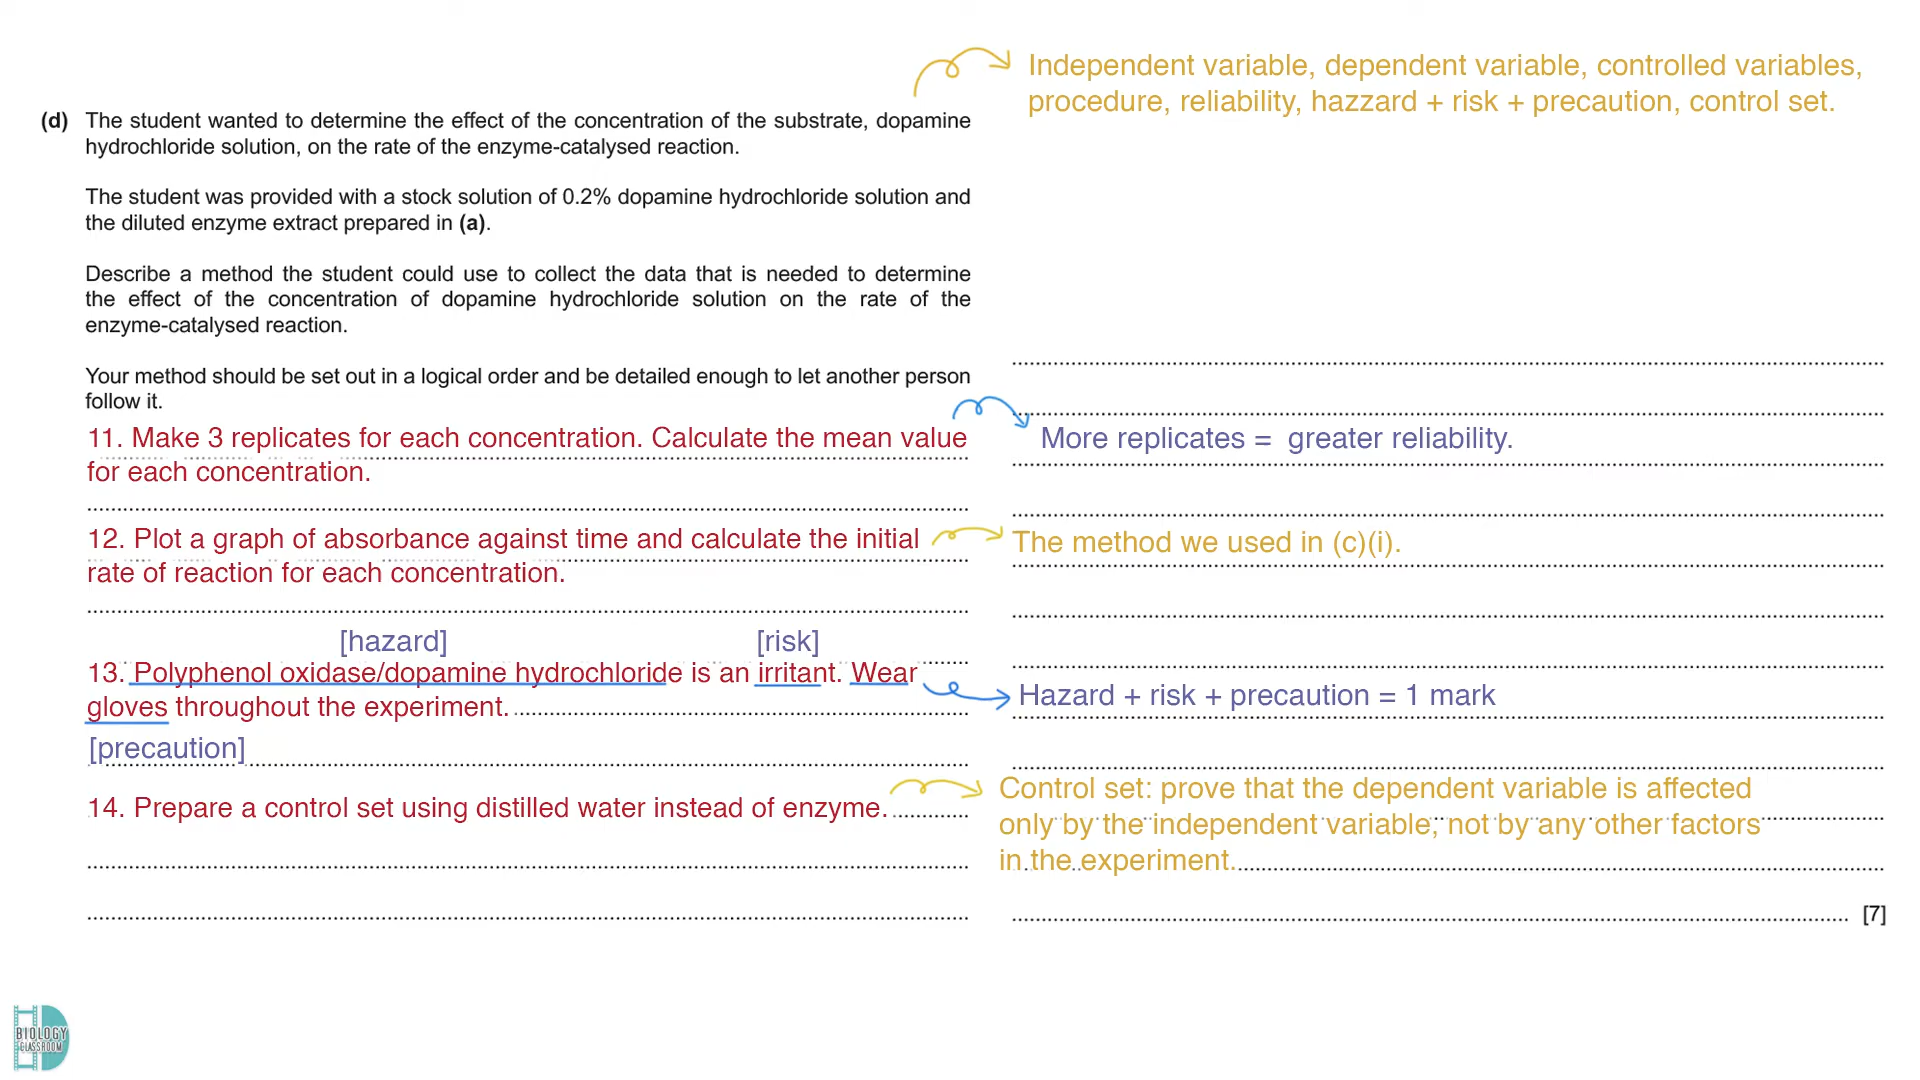 Independent variable, dependent variable, controlled variables,
procedure, reliability, hazzard + risk + precaution, control set.
(d) The student wanted to determine the effect of the concentration of the substrate, dopamine
hydrochloride solution, on the rate of the enzyme-catalysed reaction.
The student was provided with a stock solution of 0.2% dopamine hydrochloride solution and
the diluted enzyme extract prepared in (a).
Describe a method the student could use to collect the data that is needed to determine
the effect of the concentration of dopamine hydrochloride solution on the rate of the
enzyme-catalysed reaction.
Your method should be set out in a logical order and be detailed enough to let another person
follow it.
11. Make 3 replicates for each concentration. Calculate the mean value
for each concentration.
More replicates = greater reliability.
12. Plot a graph of absorbance against time and calculate the initial
rate of reaction for each concentration.
The method we used in (c)(i).
[hazard] [risk]
13. Polyphenol oxidase/dopamine hydrochloride is an irritant. Wear
gloves throughout the experiment.
[precaution]
Hazard + risk + precaution = 1 mark
14. Prepare a control set using distilled water instead of enzyme.
Control set: prove that the dependent variable is affected
only by the independent variable, not by any other factors
in the experiment.
[7]
BIOLOGY
CLASSROOM